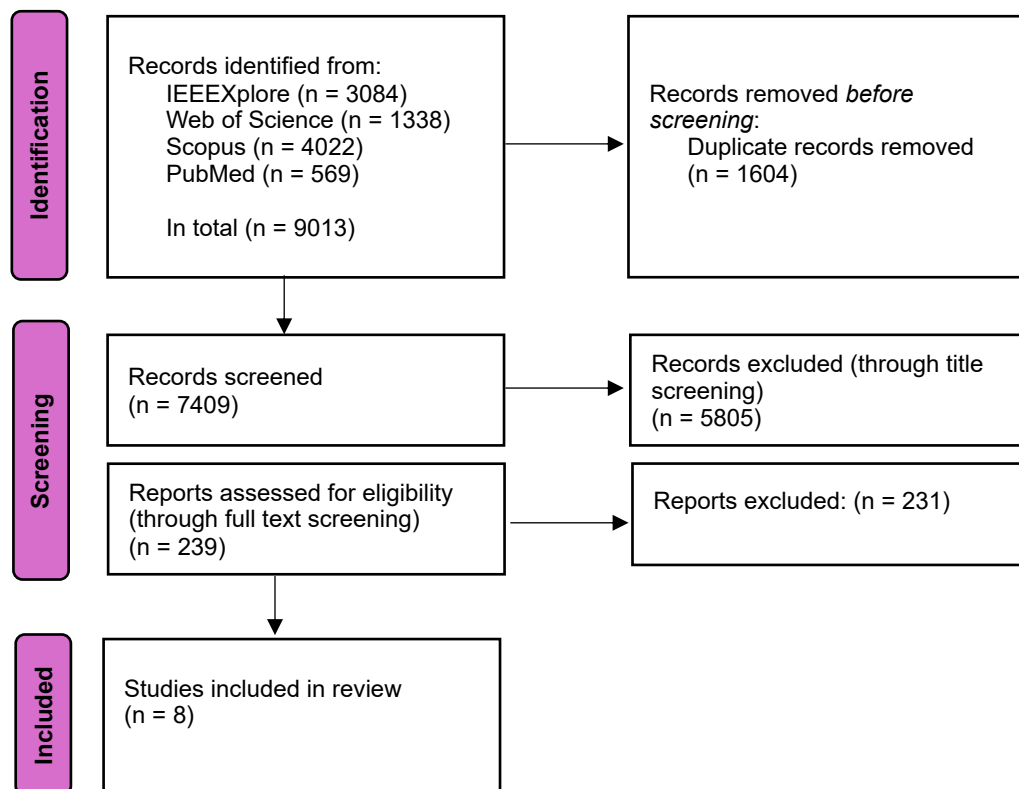 Identification
Records identified from:
IEEEXplore (n = 3084)
Web of Science (n = 1338)
Scopus (n = 4022)
PubMed (n = 569)
In total (n = 9013)
Records removed before
screening:
Duplicate records removed
(n = 1604)
Screening
Records screened
(n = 7409)
Records excluded (through title
screening)
(n = 5805)
Reports assessed for eligibility
(through full text screening)
(n = 239)
Reports excluded: (n = 231)
Included
Studies included in review
(n = 8)